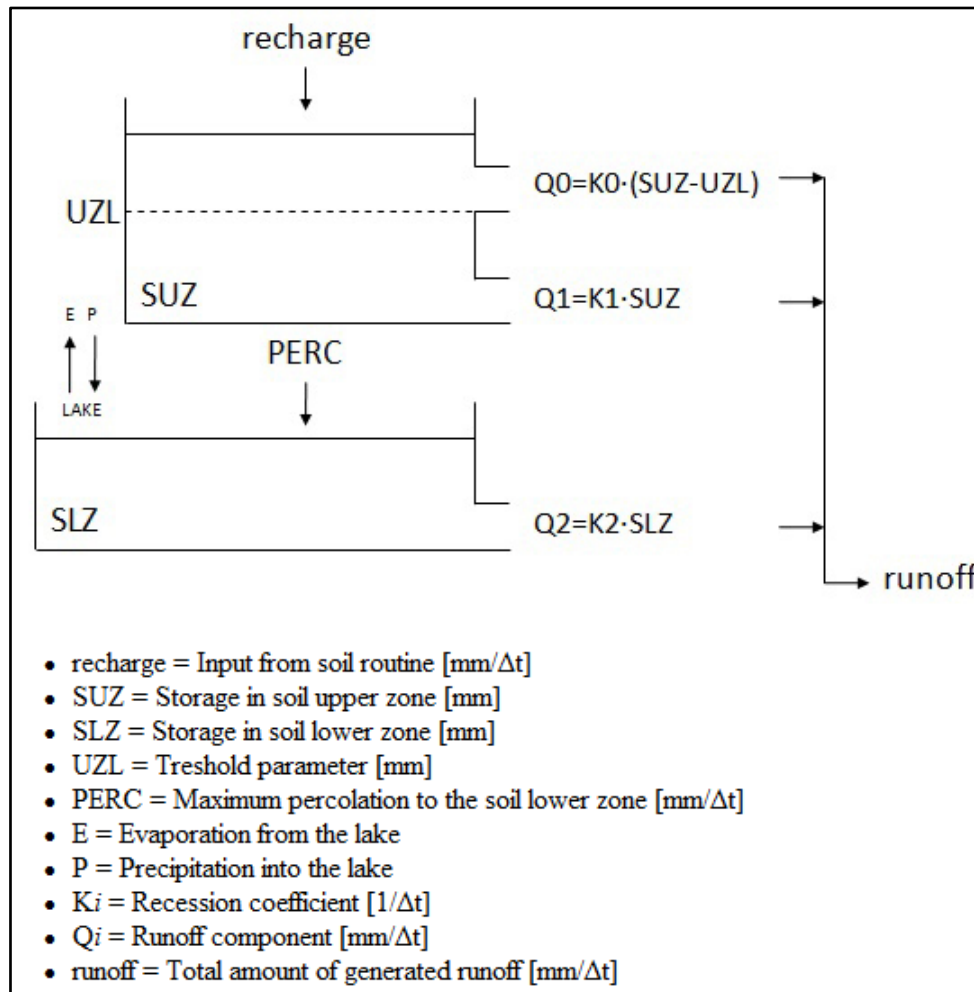 recharge
Q0=K0·(SUZ-UZL)
UZL
SUZ
Q1=K1·SUZ
E P
PERC
LAKE
SLZ
Q2=K2·SLZ
runoff
• recharge = Input from soil routine [mm/Δt]
• SUZ = Storage in soil upper zone [mm]
• SLZ = Storage in soil lower zone [mm]
• UZL = Treshold parameter [mm]
• PERC = Maximum percolation to the soil lower zone [mm/Δt]
• E = Evaporation from the lake
• P = Precipitation into the lake
• Ki = Recession coefficient [1/Δt]
• Qi = Runoff component [mm/Δt]
• runoff = Total amount of generated runoff [mm/Δt]